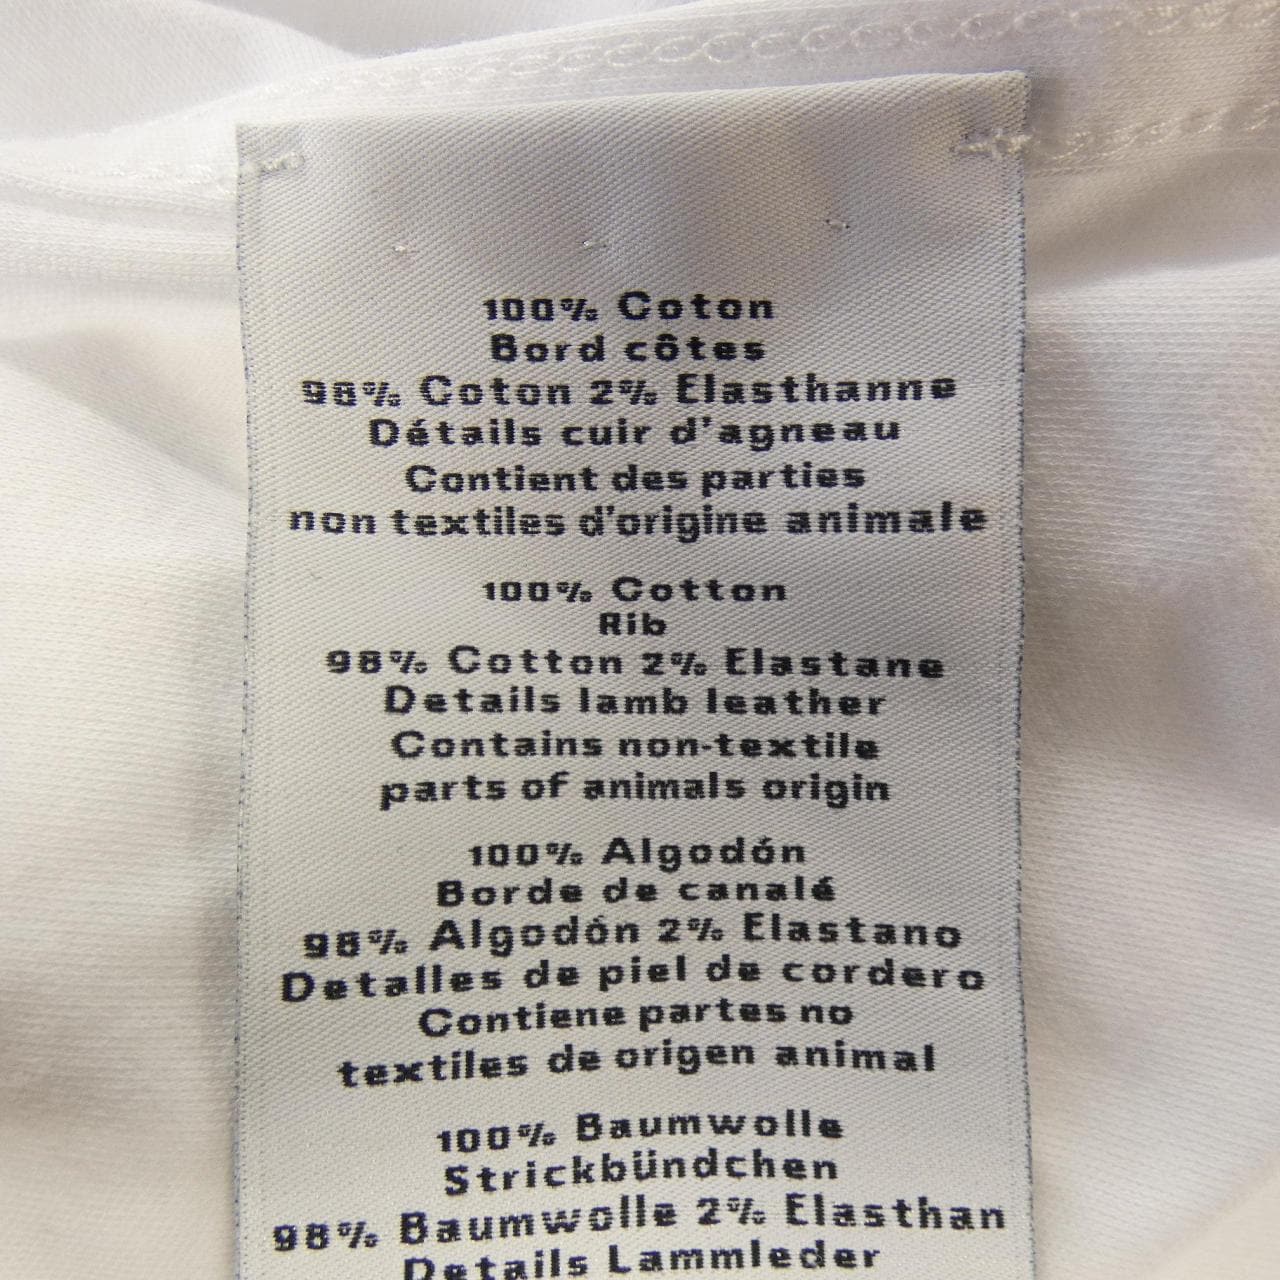 100% Coton
Bord côtes
98% Coton 2% Elasthanne
Détails cuir d'agneau
Contient des parties
non textiles d'origine animale
100% Cotton
Rib
98% Cotton 2% Elastane
Details lamb leather
Contains non-textile
parts of animals origin
100% Algodón
Borde de canalé
98% Algodón 2% Elastano
Detalles de piel de cordero
Contiene partes no
textiles de origen animal
100% Baumwolle
Strickbündchen
98% Baumwolle 2% Elasthan
Details Lammleder